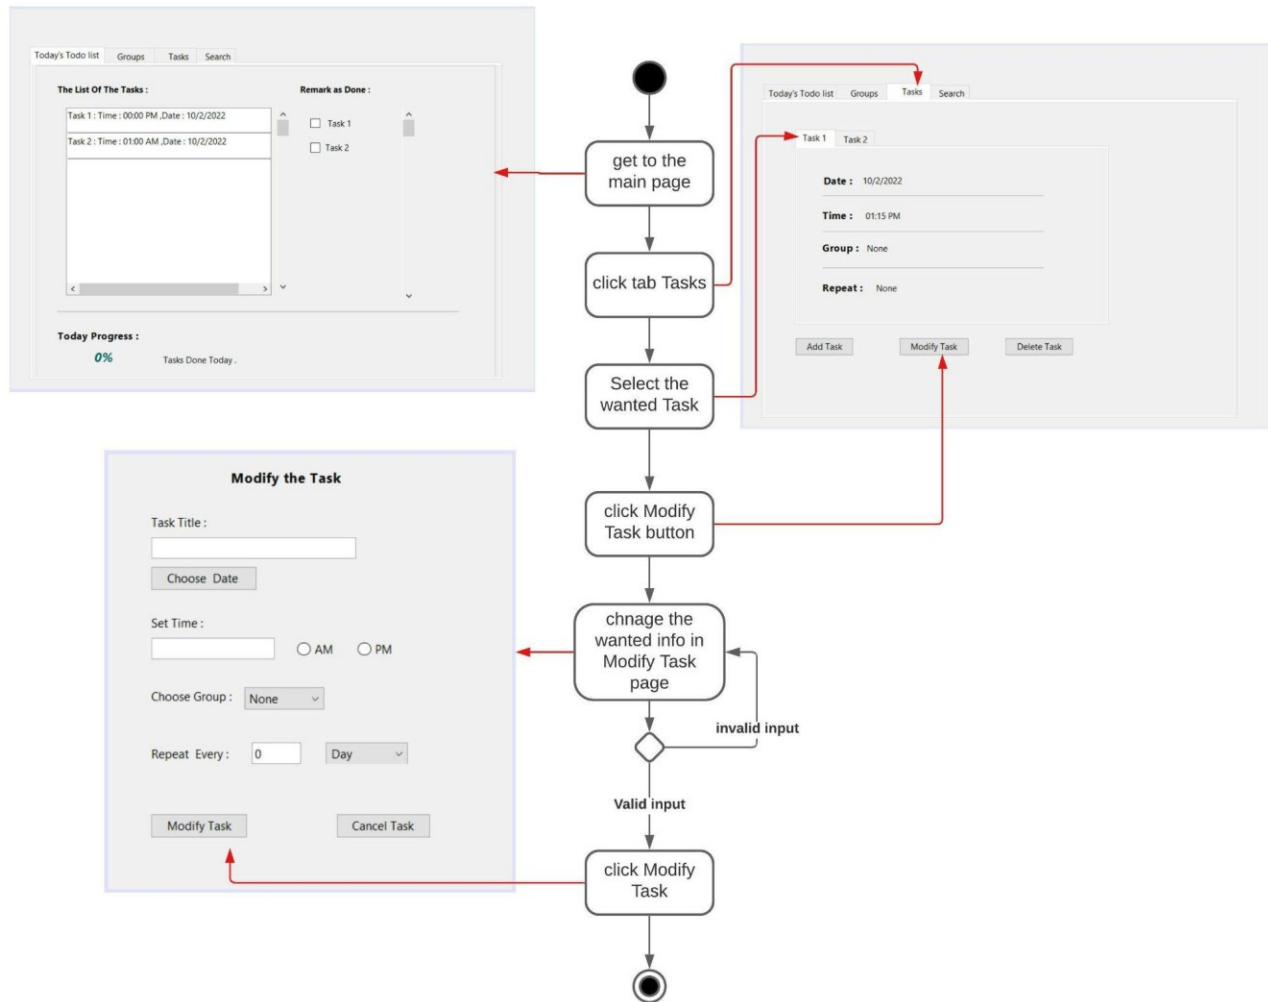 Today's Todo list
Groups
Tasks
Search
The List Of The Tasks :
Remark as Done :
Task 1 : Time : 00:00 PM ,Date : 10/2/2022
Task 2 : Time : 01:00 AM ,Date : 10/2/2022
Task 1
Task 2
Today Progress :
0%
Tasks Done Today .
get to the
main page
click tab Tasks
Select the
wanted Task
click Modify
Task button
chnage the
wanted info in
Modify Task
page
invalid input
Valid input
click Modify
Task
Today's Todo list
Groups
Tasks
Search
Task 1
Task 2
Date : 10/2/2022
Time : 01:15 PM
Group : None
Repeat : None
Add Task
Modify Task
Delete Task
Modify the Task
Task Title :
Choose Date
Set Time :
AM
PM
Choose Group : None
Repeat Every : 0 Day
Modify Task
Cancel Task